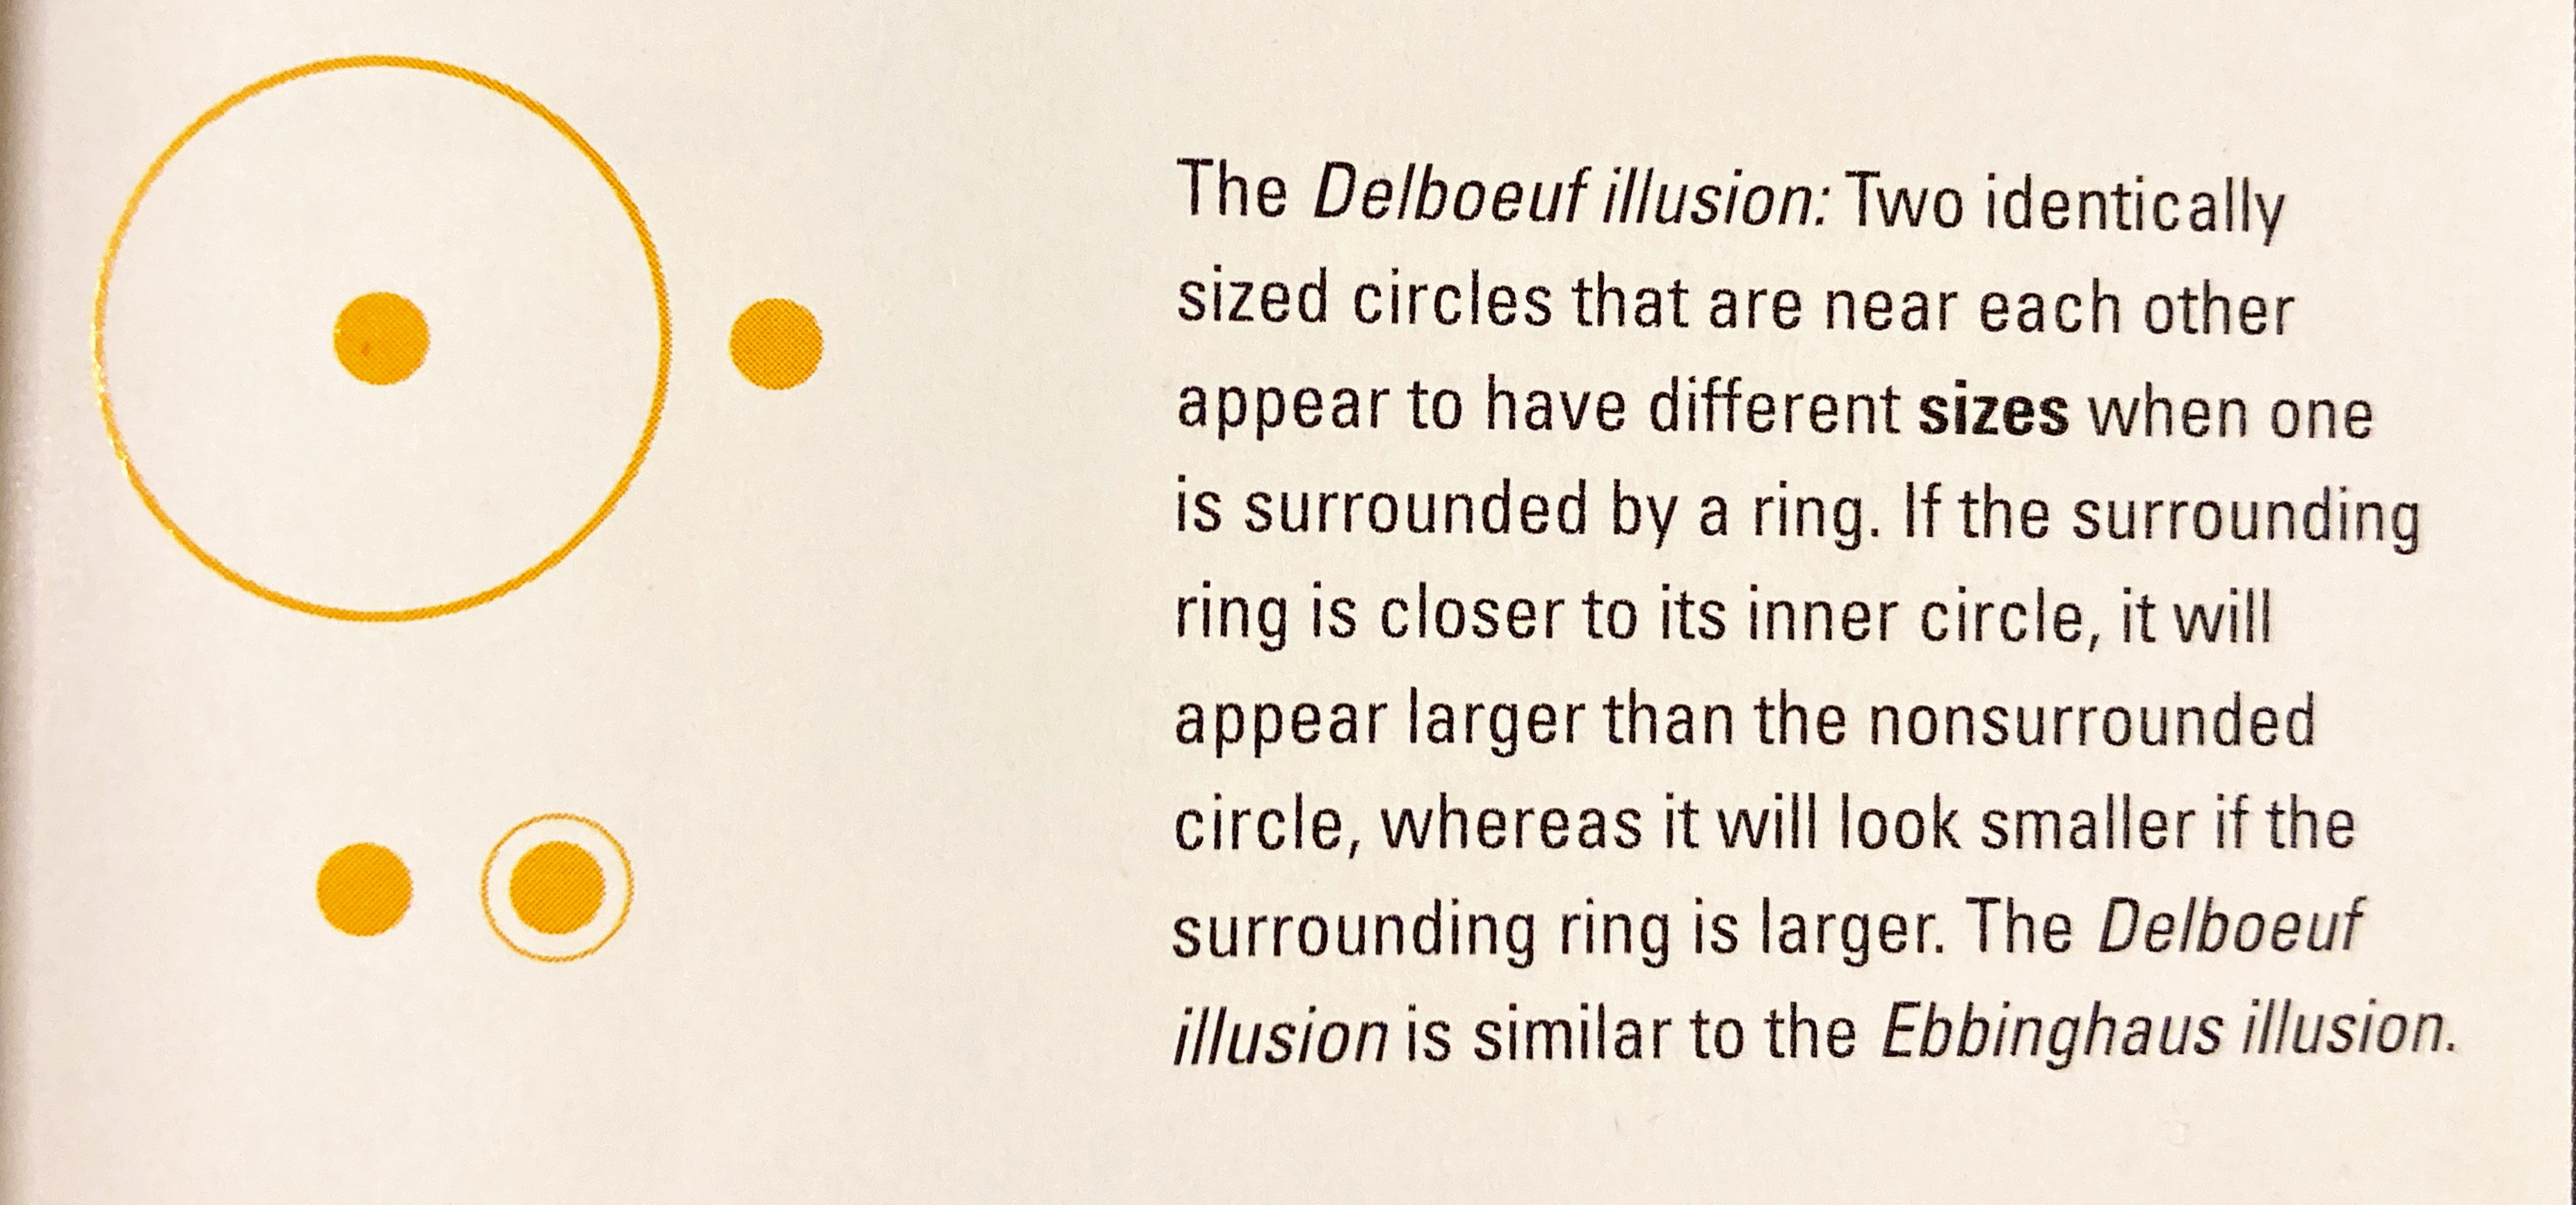 The Delboeuf illusion: Two identically
sized circles that are near each other
appear to have different sizes when one
is surrounded by a ring. If the surrounding
ring is closer to its inner circle, it will
appear larger than the nonsurrounded
circle, whereas it will look smaller if the
surrounding ring is larger. The Delboeuf
illusion is similar to the Ebbinghaus illusion.